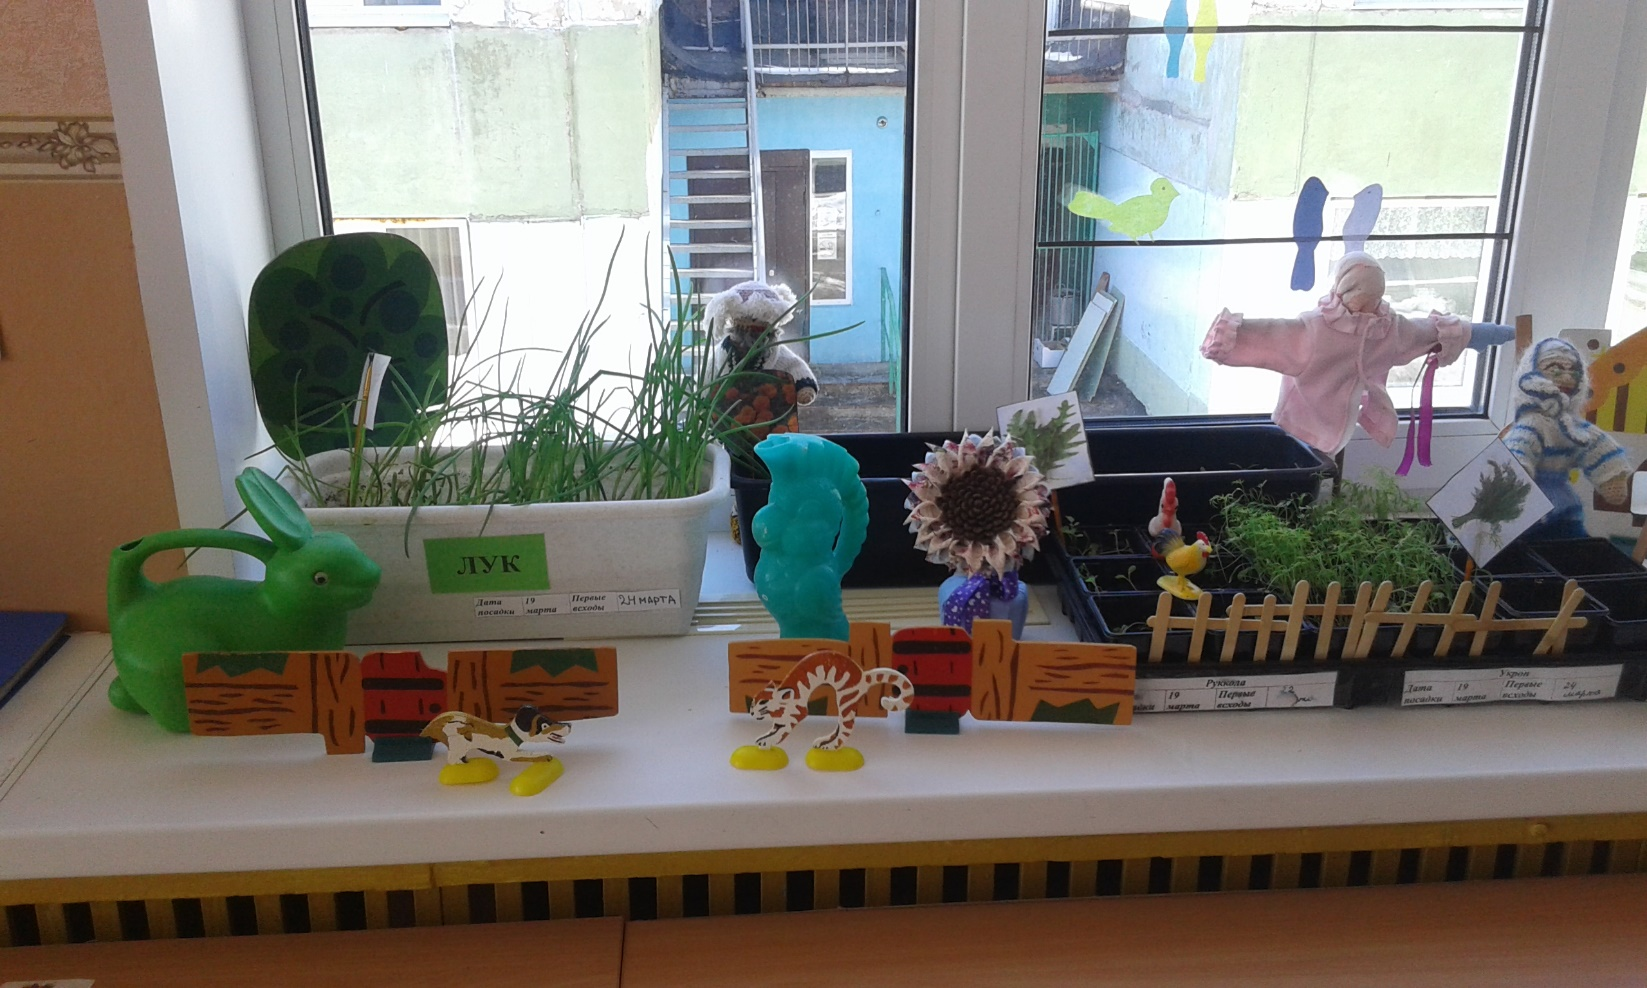 ЛУК
Дата посадки 19 марта Первые всходы 24 МАРТА
Руккола
19 марта Первые всходы
Укроп
Дата посадки 19 марта Первые всходы 24 марта